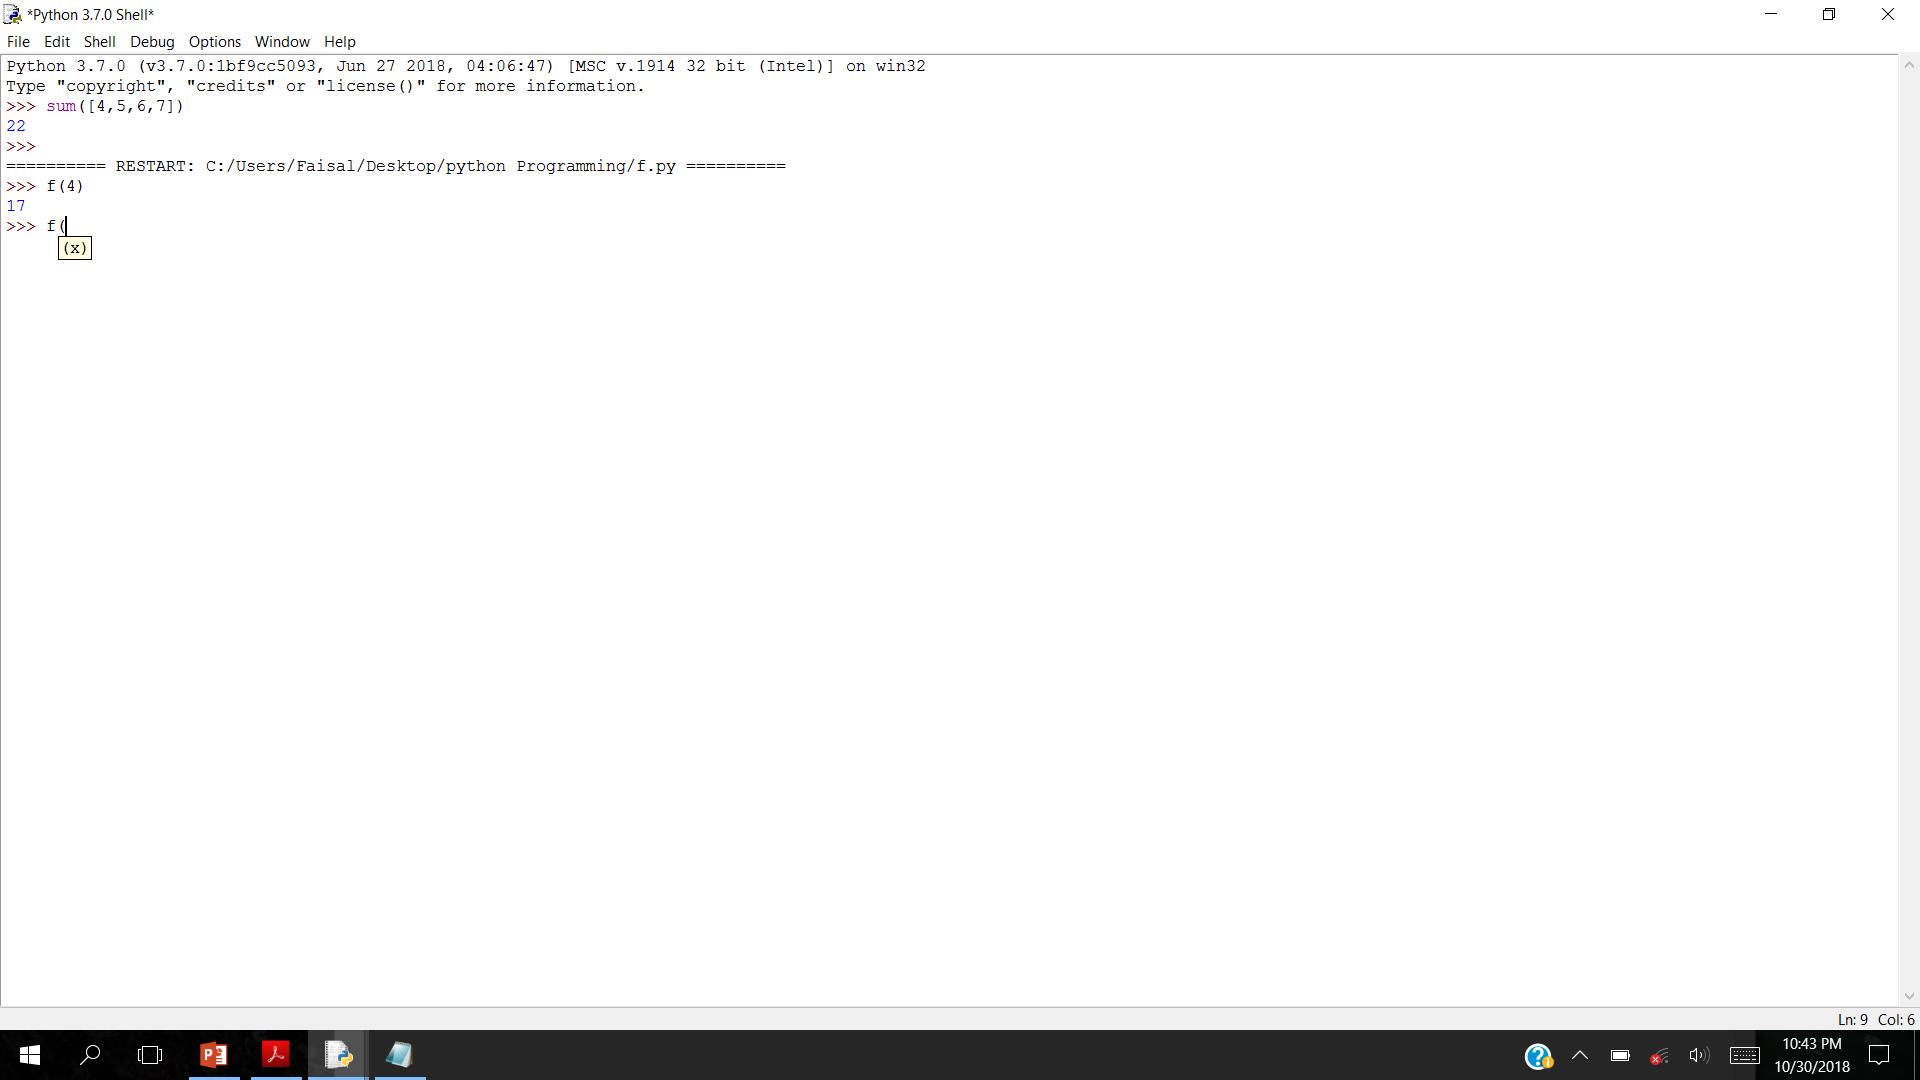 *Python 3.7.0 Shell*
File Edit Shell Debug Options Window Help
Python 3.7.0 (v3.7.0:1bf9cc5093, Jun 27 2018, 04:06:47) [MSC v.1914 32 bit (Intel)] on win32
Type "copyright", "credits" or "license()" for more information.
>>> sum([4,5,6,7])
22
>>>
========== RESTART: C:/Users/Faisal/Desktop/python Programming/f.py ==========
>>> f(4)
17
>>> f(
(x)
Ln: 9 Col: 6
10:43 PM
10/30/2018